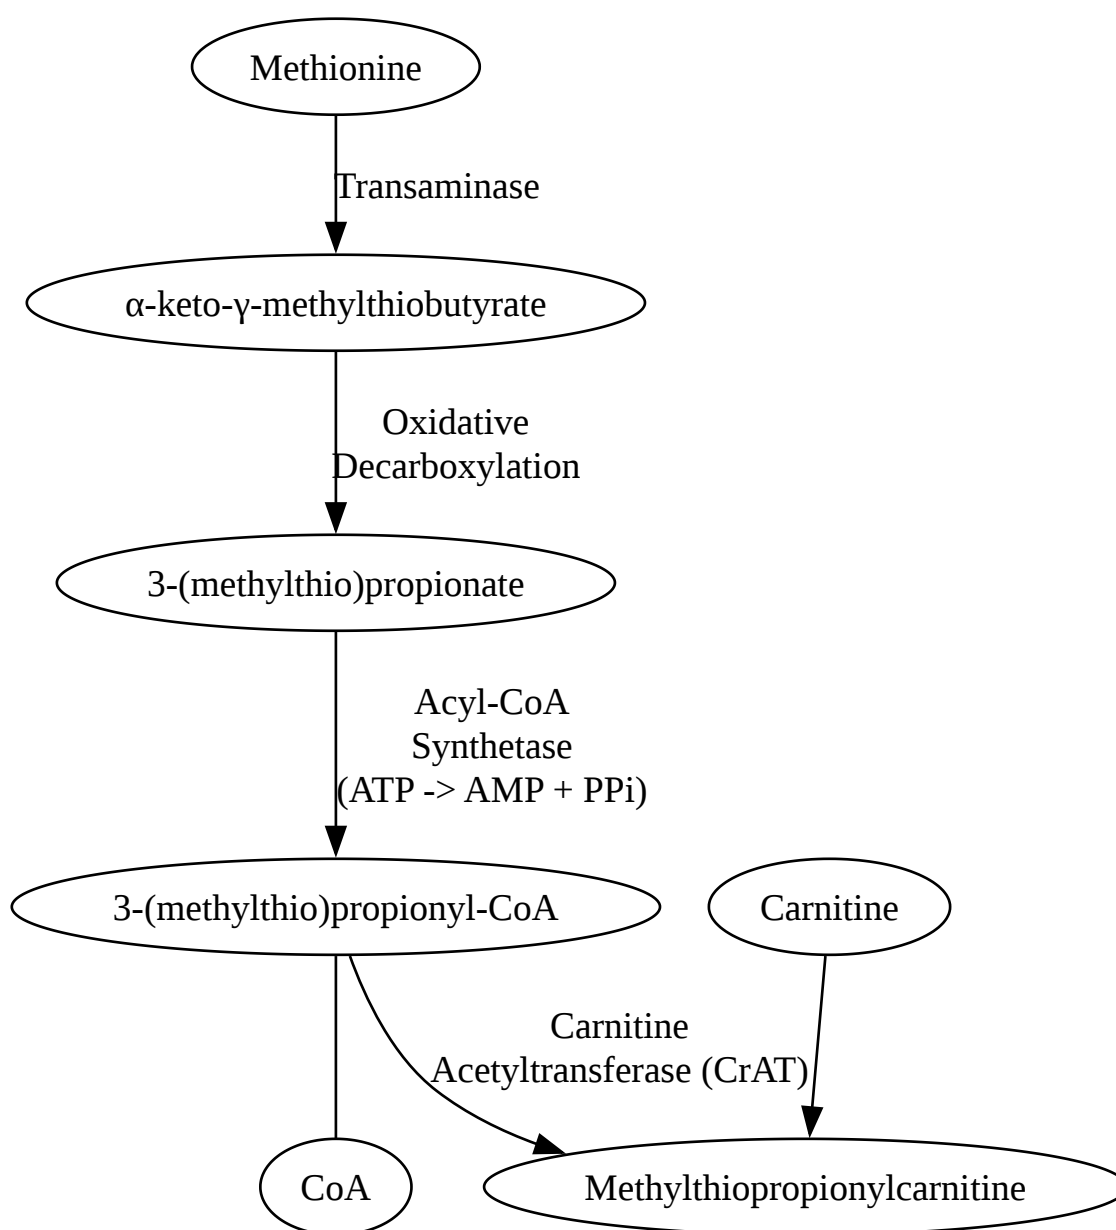 Methionine
Transaminase
α-keto-γ-methylthiobutyrate
Oxidative
Decarboxylation
3-(methylthio)propionate
Acyl-CoA
Synthetase
(ATP -> AMP + PPi)
3-(methylthio)propionyl-CoA
Carnitine
Carnitine
Acetyltransferase (CrAT)
CoA
Methylthiopropionylcarnitine